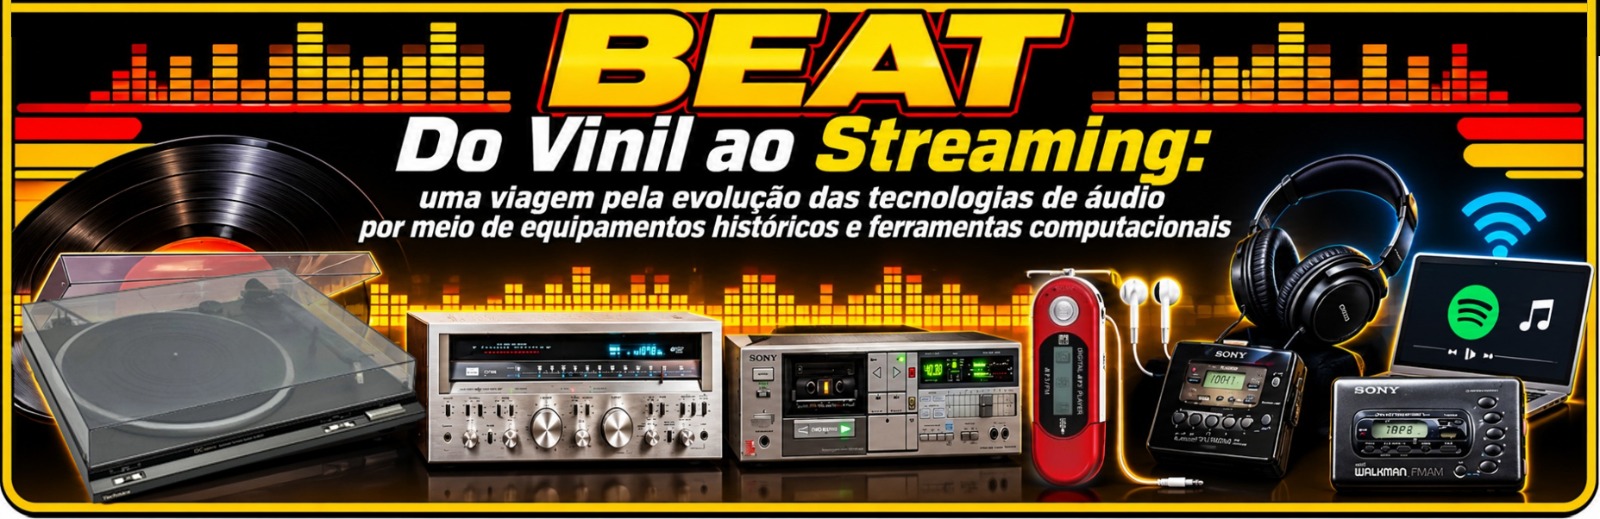 BEAT
Do Vinil ao Streaming:
uma viagem pela evolução das tecnologias de áudio
por meio de equipamentos históricos e ferramentas computacionais
SONY
SONY
SONY
WALKMAN FM/AM
Technics